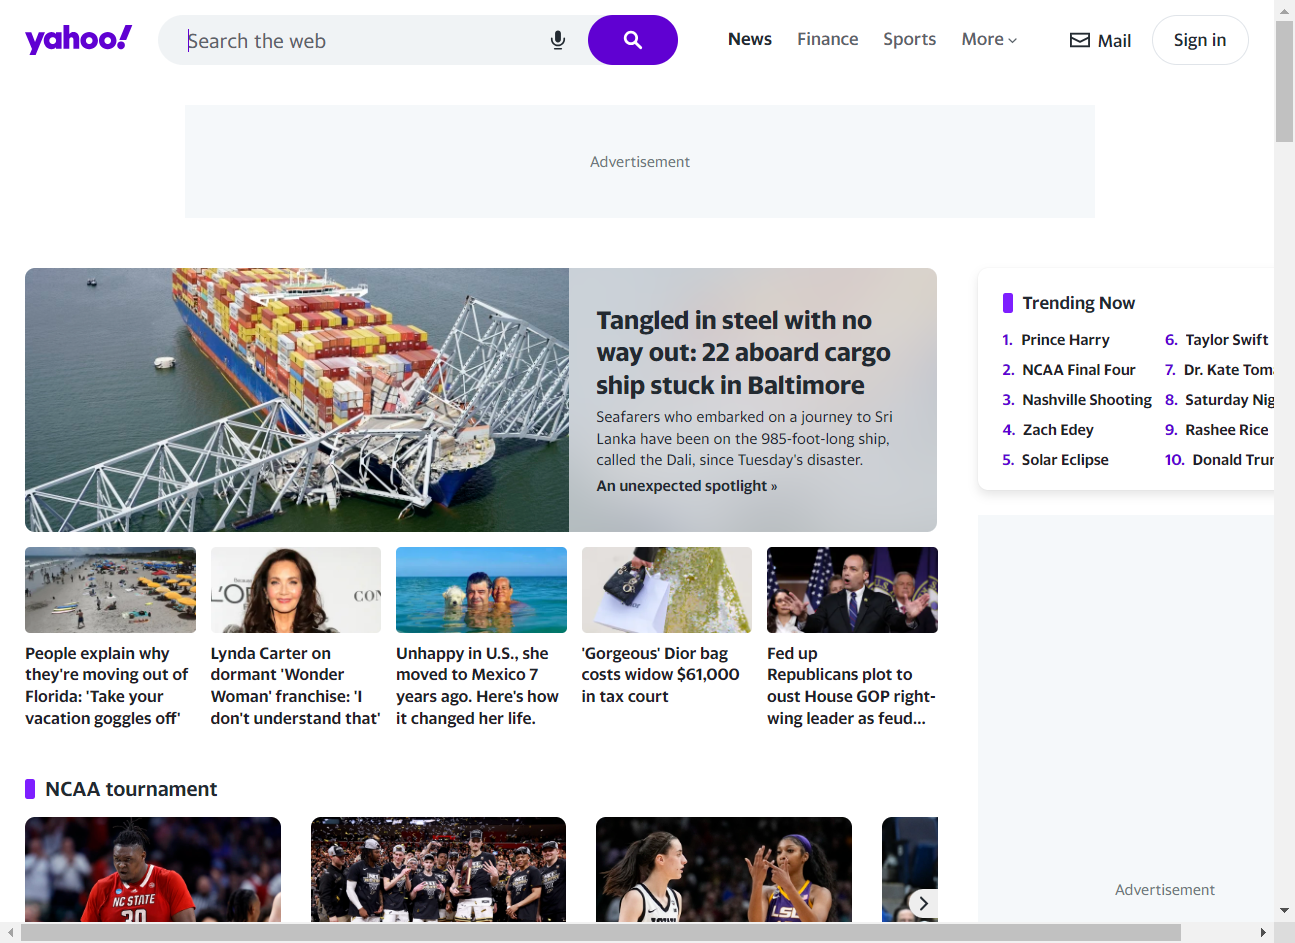 yahoo!
Search the web
News
Finance
Sports
More
Mail
Sign in
Advertisement
Tangled in steel with no
way out: 22 aboard cargo
ship stuck in Baltimore
Seafarers who embarked on a journey to Sri
Lanka have been on the 985-foot-long ship,
called the Dali, since Tuesday's disaster.
An unexpected spotlight »
Trending Now
1. Prince Harry
2. NCAA Final Four
3. Nashville Shooting
4. Zach Edey
5. Solar Eclipse
6. Taylor Swift
7. Dr. Kate Toma
8. Saturday Nig
9. Rashee Rice
10. Donald Trum
People explain why
they're moving out of
Florida: 'Take your
vacation goggles off'
Lynda Carter on
dormant 'Wonder
Woman' franchise: 'I
don't understand that'
Unhappy in U.S., she
moved to Mexico 7
years ago. Here's how
it changed her life.
'Gorgeous' Dior bag
costs widow $61,000
in tax court
Fed up
Republicans plot to
oust House GOP right-
wing leader as feud...
NCAA tournament
NC STATE
30
LSU
Advertisement